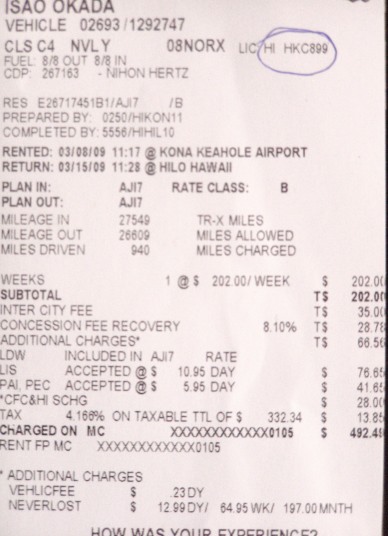 ISAO OKADA
VEHICLE 02693 /1292747
CLS C4 NVLY 08NORX LIC HI HKC899
FUEL: 8/8 OUT 8/8 IN
CDP: 267163 - NIHON HERTZ
RES E26717451B1/AJI7 /B
PREPARED BY: 0250/HIKON11
COMPLETED BY: 5556/HIHIL10
RENTED: 03/08/09 11:17 @ KONA KEAHOLE AIRPORT
RETURN: 03/15/09 11:28 @ HILO HAWAII
PLAN IN: AJI7 RATE CLASS: B
PLAN OUT: AJI7
MILEAGE IN 27549 TR-X MILES
MILEAGE OUT 26609 MILES ALLOWED
MILES DRIVEN 940 MILES CHARGED
WEEKS 1 @ $ 202.00/ WEEK $ 202.00
SUBTOTAL T$ 202.00
INTER CITY FEE T$ 35.00
CONCESSION FEE RECOVERY 8.10% T$ 28.78
ADDITIONAL CHARGES* T$ 66.56
LDW INCLUDED IN AJI7 RATE
LIS ACCEPTED @ $ 10.95 DAY $ 76.65
PAI, PEC ACCEPTED @ $ 5.95 DAY $ 41.65
*CFC&HI SCHG $ 28.00
TAX 4.166% ON TAXABLE TTL OF $ 332.34 $ 13.85
CHARGED ON MC XXXXXXXXXXXX0105 $ 492.49
RENT FP MC XXXXXXXXXXXX0105
* ADDITIONAL CHARGES
VEHLICFEE $ .23DY
NEVERLOST $ 12.99DY/ 64.95WK/ 197.00MNTH
HOW WAS YOUR EXPERIENCE?